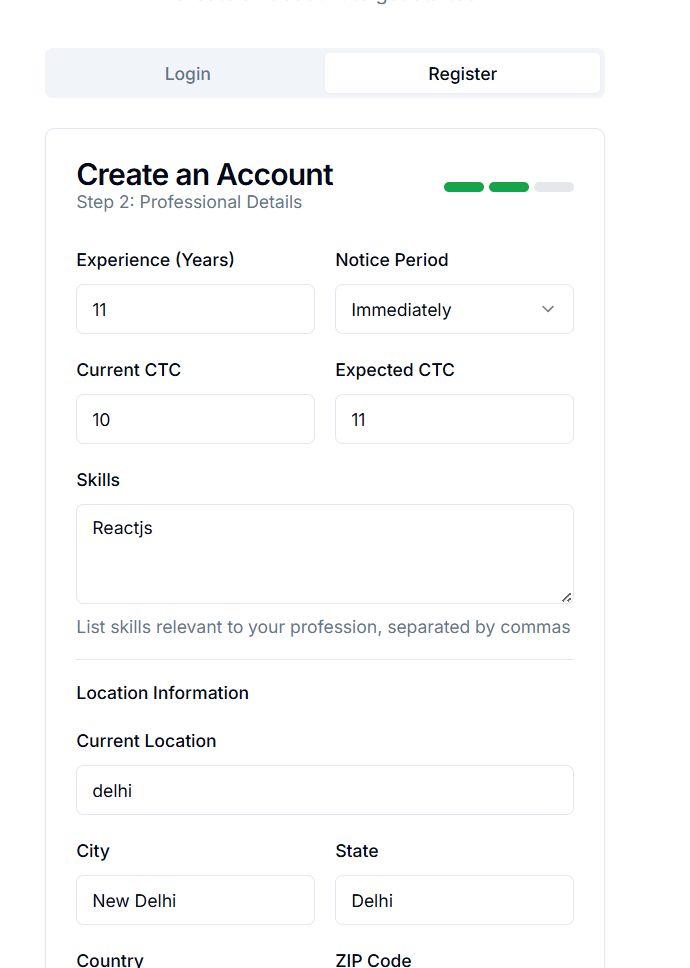 Login
Register
Create an Account
Step 2: Professional Details
Experience (Years)
Notice Period
11
Immediately
Current CTC
Expected CTC
10
11
Skills
Reactjs
List skills relevant to your profession, separated by commas
Location Information
Current Location
delhi
City
State
New Delhi
Delhi
Country
ZIP Code